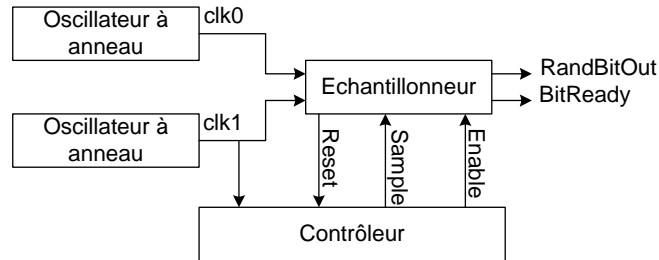 Oscillateur à
anneau
clk0
Oscillateur à
anneau
clk1
Echantillonneur
RandBitOut
BitReady
Reset
Sample
Enable
Contrôleur